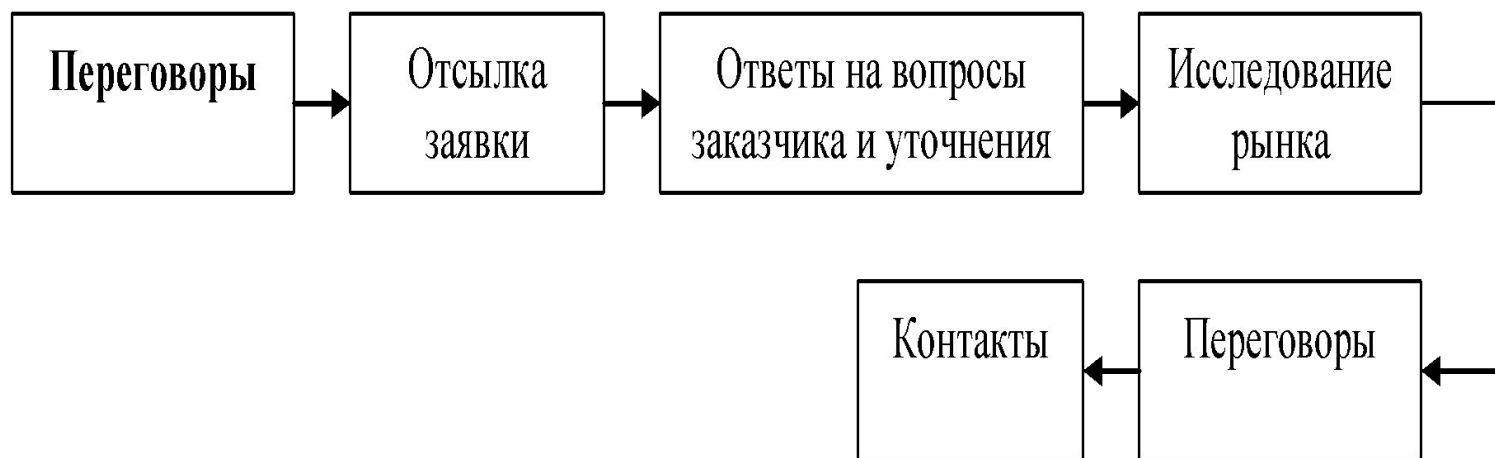 Переговоры
Отсылка
заявки
Ответы на вопросы
заказчика и уточнения
Исследование
рынка
Контакты
Переговоры